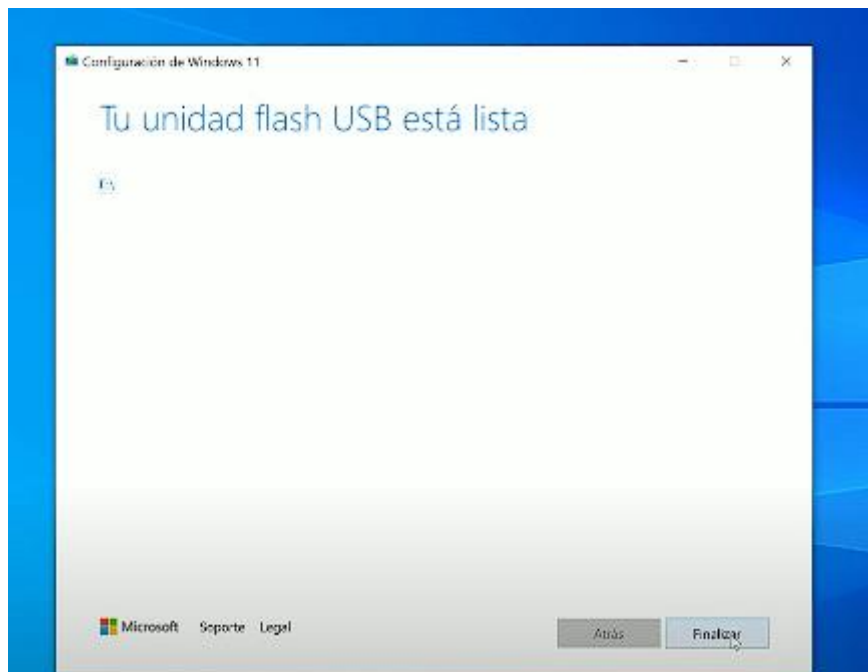 Configuración de Windows 11
Tu unidad flash USB está lista
Microsoft Soporte Legal
Atrás Finalizar